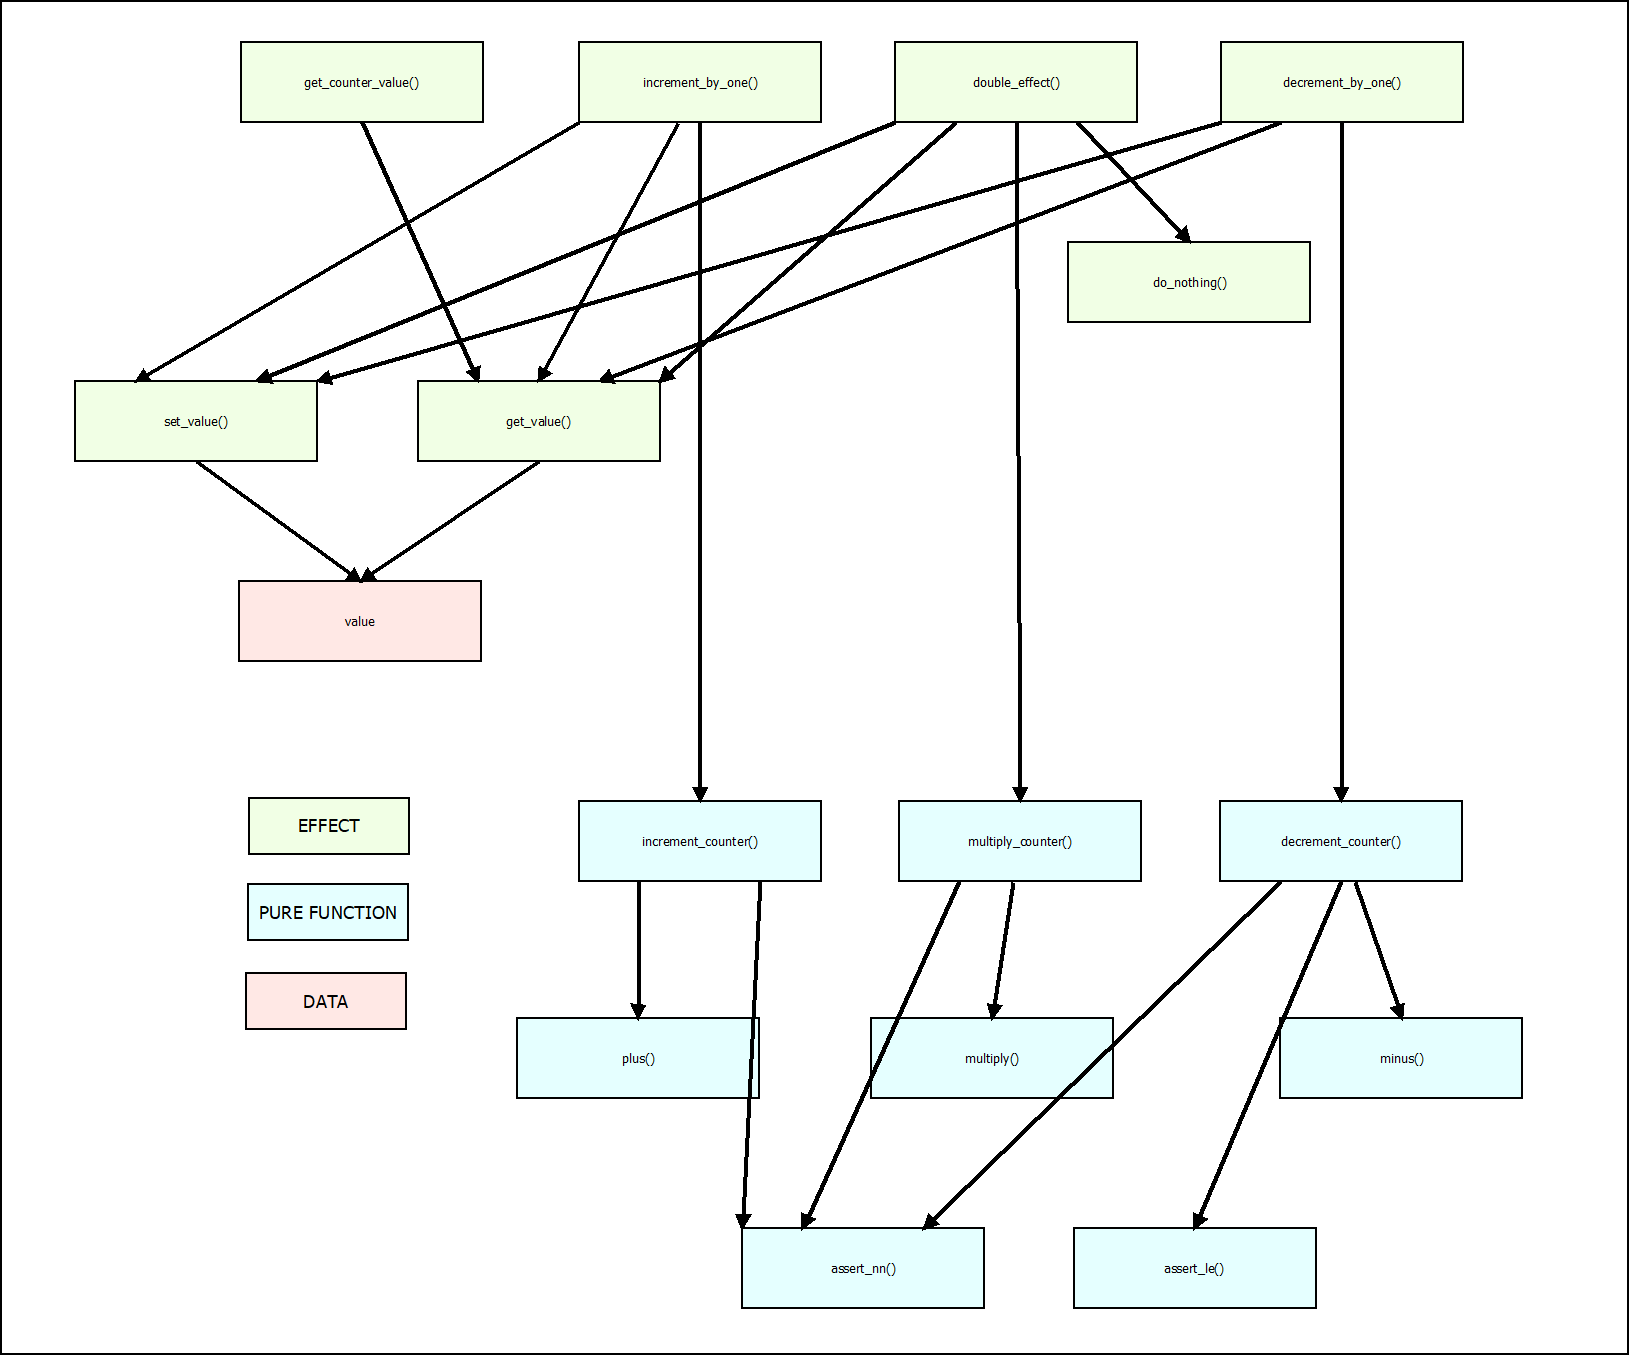 get_counter_value()
increment_by_one()
double_effect()
decrement_by_one()
do_nothing()
set_value()
get_value()
value
EFFECT
increment_counter()
multiply_counter()
decrement_counter()
PURE FUNCTION
DATA
plus()
multiply()
minus()
assert_nn()
assert_le()